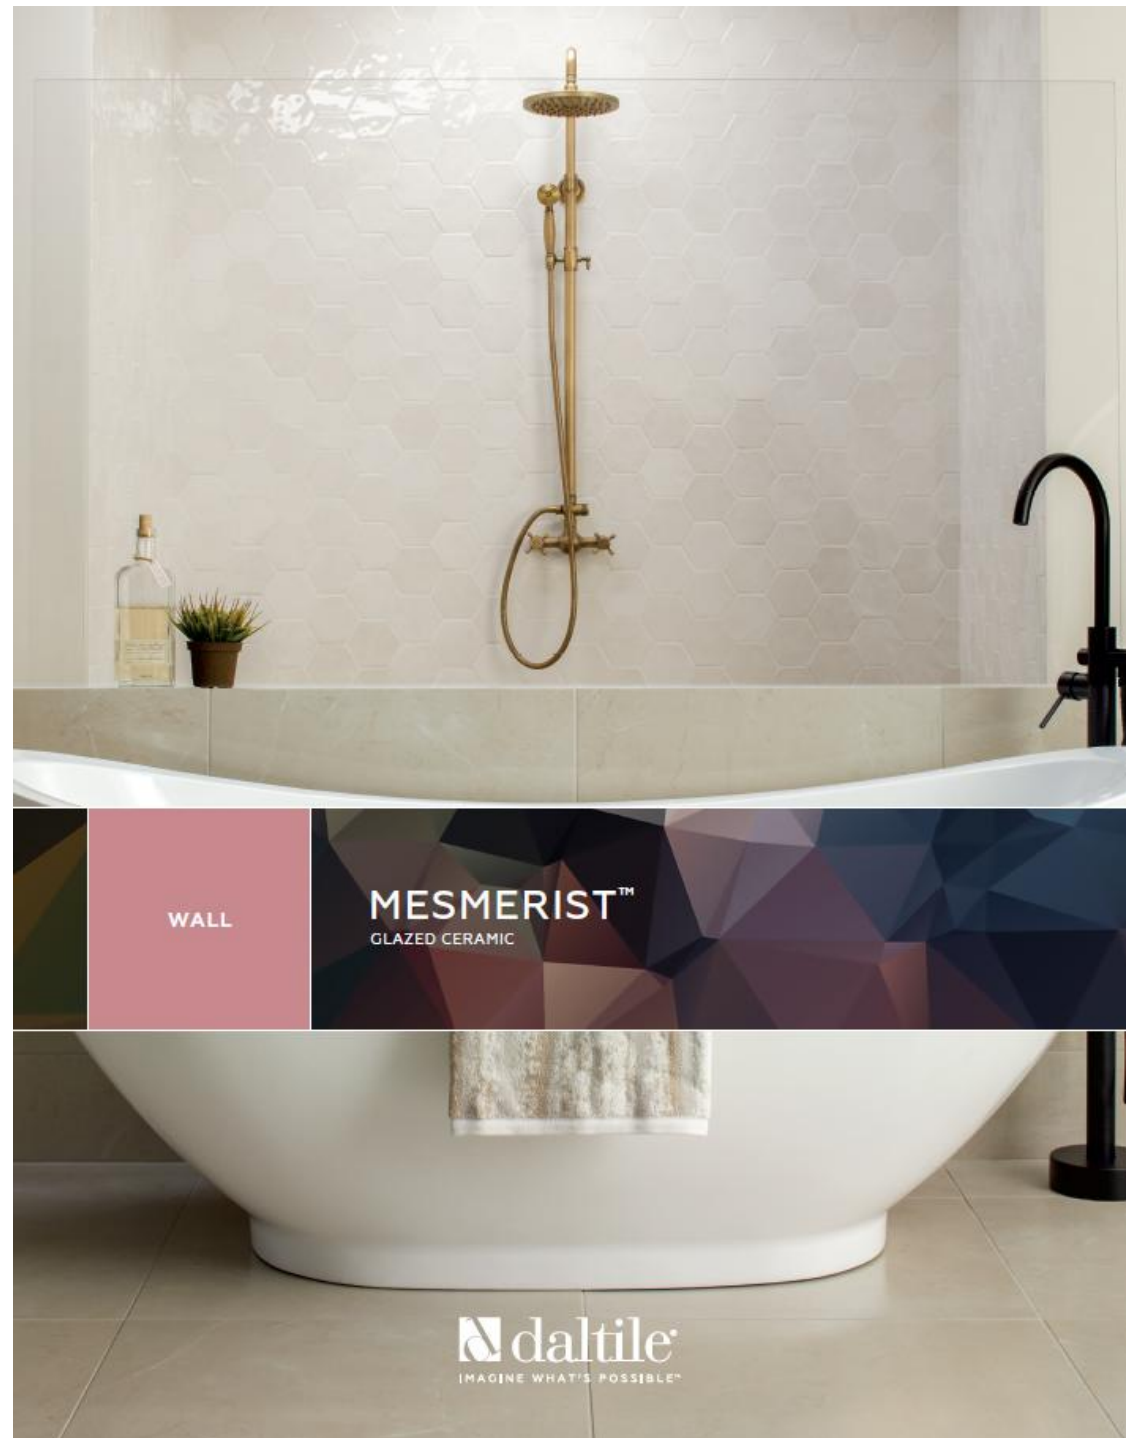 WALL
MESMERIST™
GLAZED CERAMIC
daltile®
IMAGINE WHAT'S POSSIBLE™